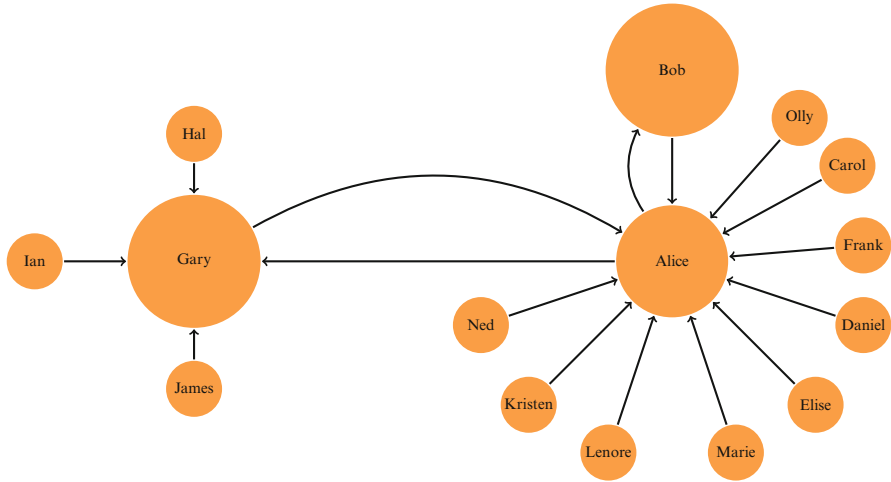 Bob
Olly
Hal
Carol
Frank
Ian
Gary
Alice
Ned
Daniel
James
Kristen
Elise
Lenore
Marie